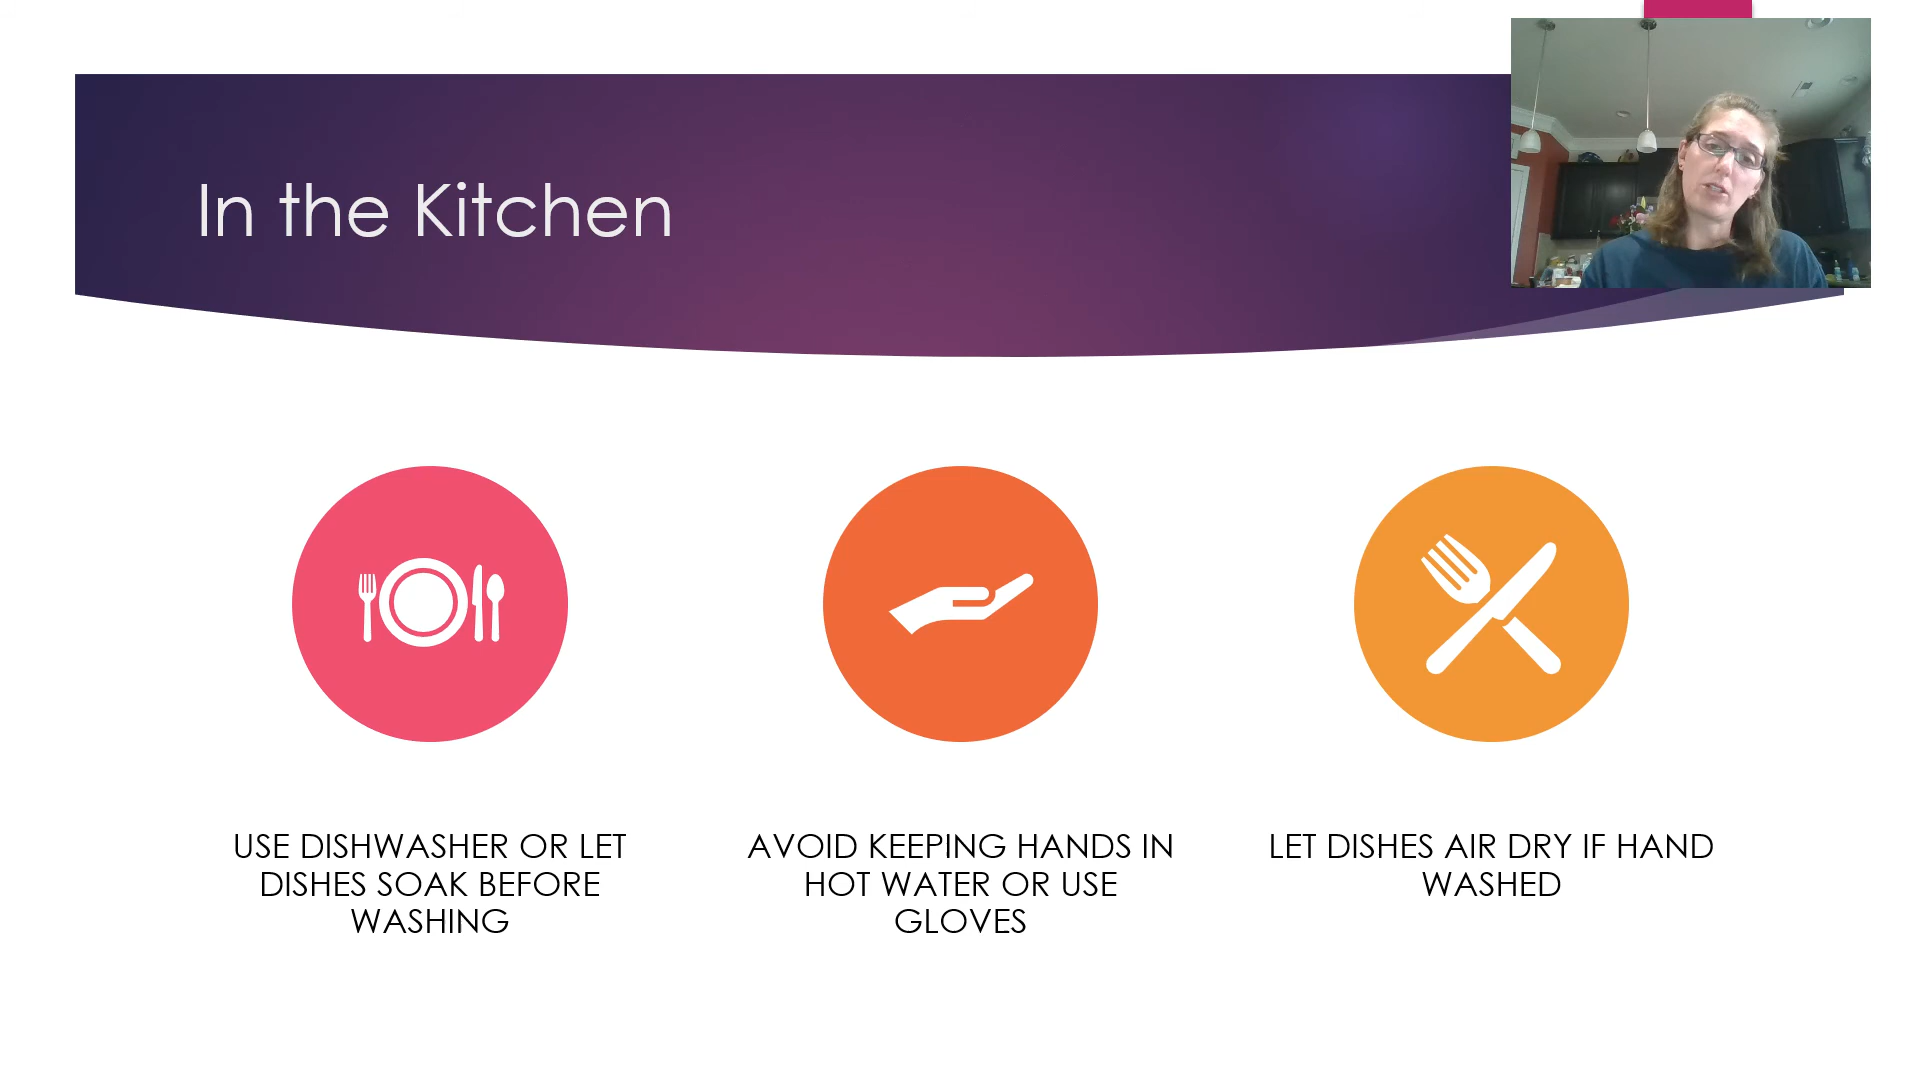 In the Kitchen
USE DISHWASHER OR LET
DISHES SOAK BEFORE
WASHING
AVOID KEEPING HANDS IN
HOT WATER OR USE
GLOVES
LET DISHES AIR DRY IF HAND
WASHED